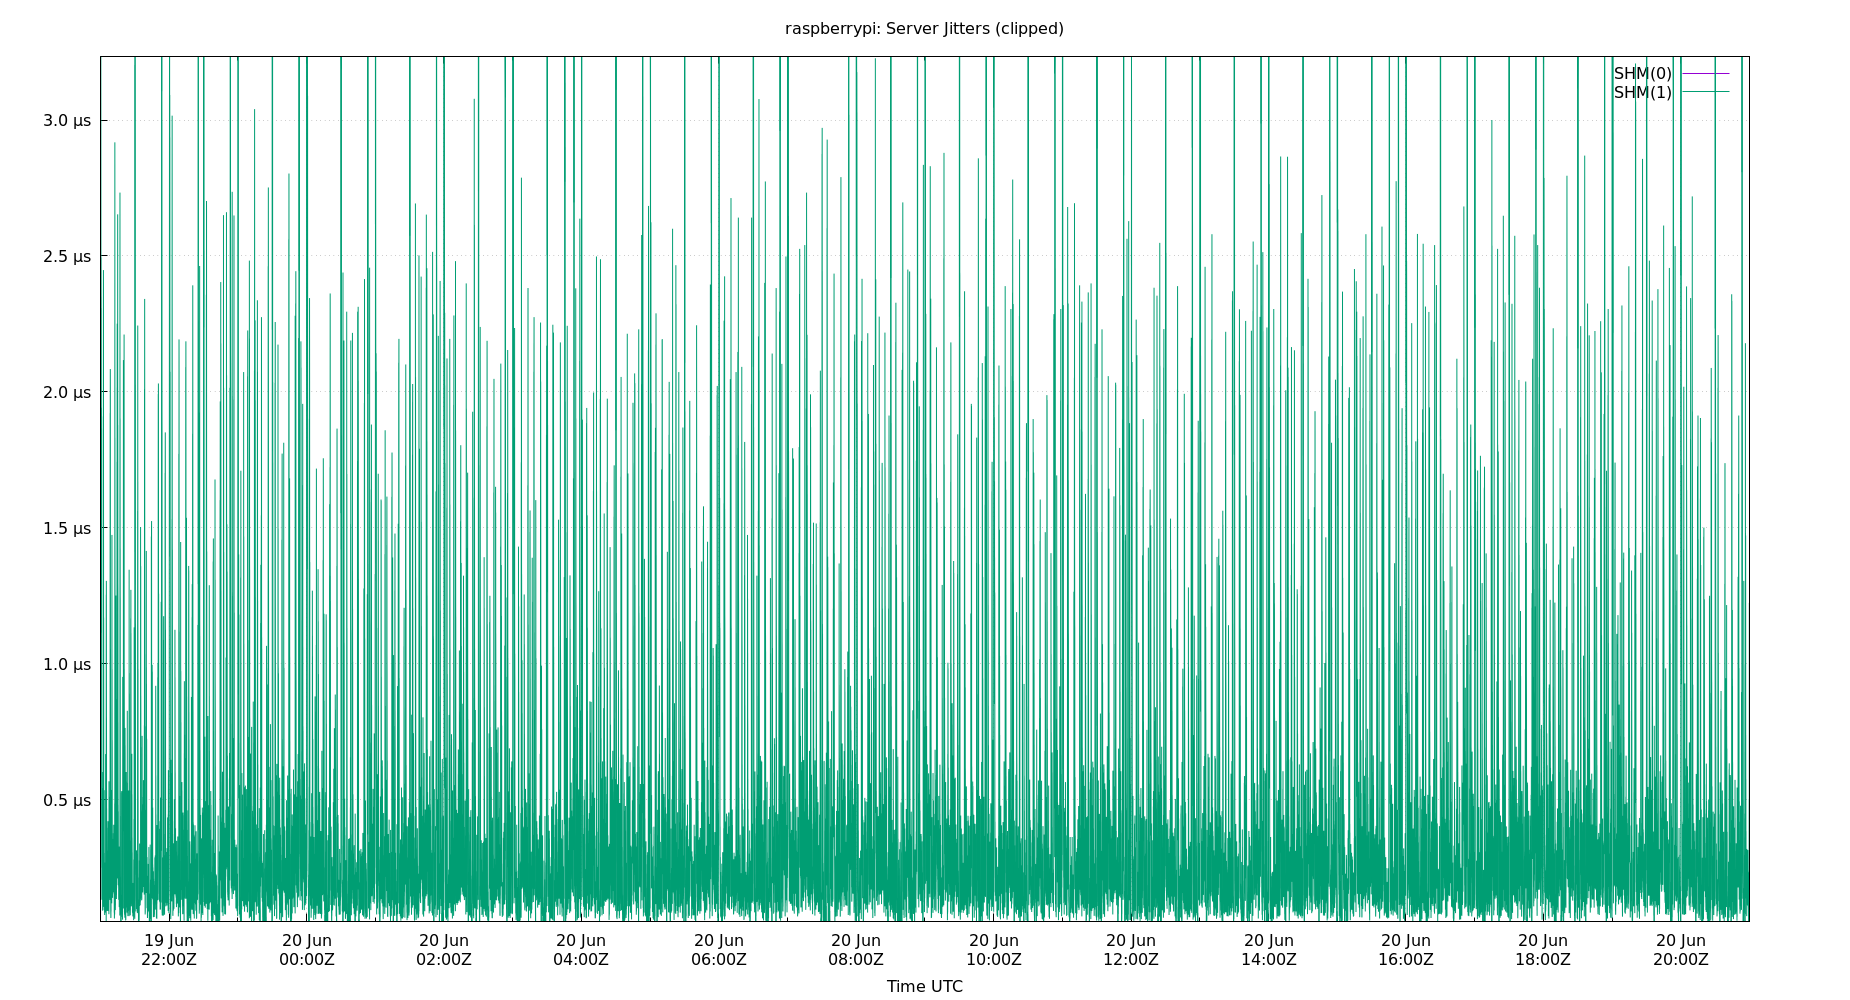 raspberrypi: Server Jitters (clipped)
SHM(0)
SHM(1)
3.0 µs
2.5 µs
2.0 µs
1.5 µs
1.0 µs
0.5 µs
19 Jun 20 Jun 20 Jun 20 Jun 20 Jun 20 Jun 20 Jun 20 Jun 20 Jun 20 Jun 20 Jun 20 Jun
22:00Z 00:00Z 02:00Z 04:00Z 06:00Z 08:00Z 10:00Z 12:00Z 14:00Z 16:00Z 18:00Z 20:00Z
Time UTC